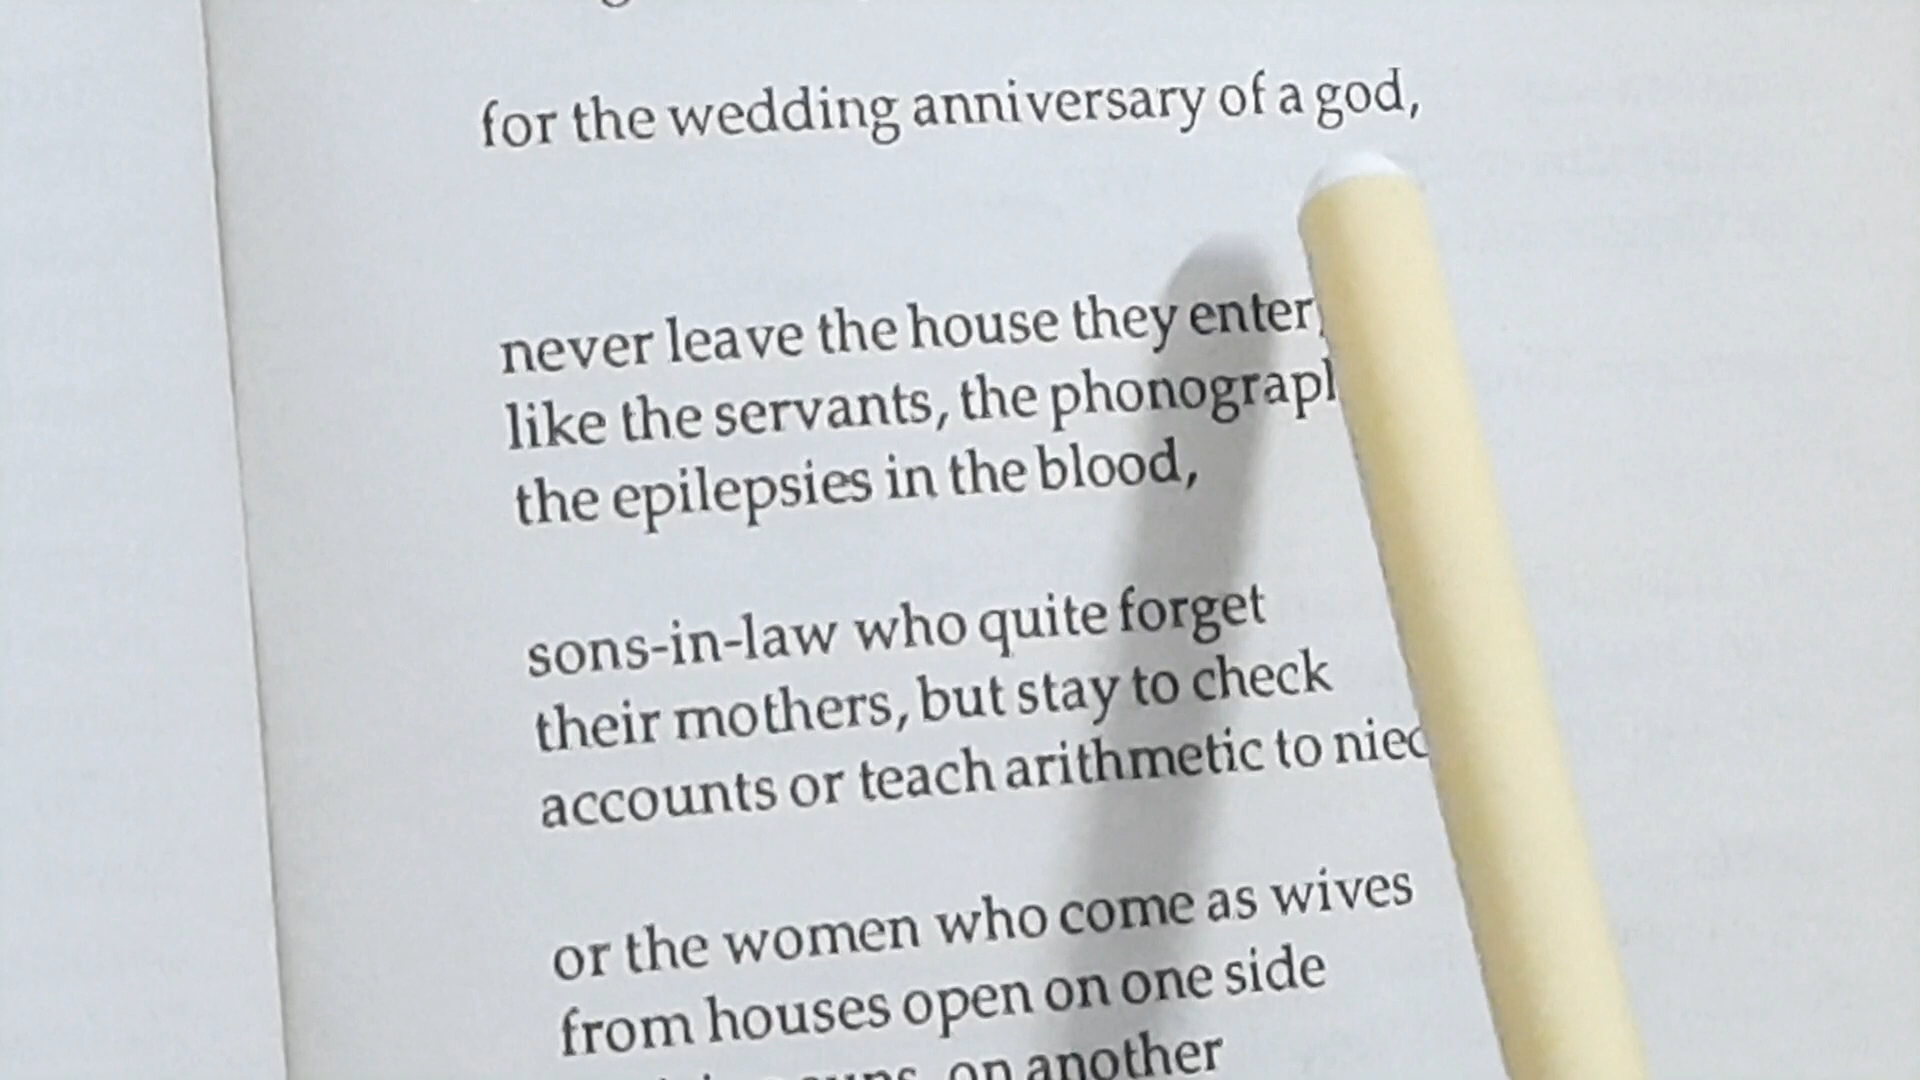 for the wedding anniversary of a god,
never leave the house they enter,
like the servants, the
the epilepsies in the blood,
sons-in-law who quite forget
their mothers, but stay to check
accounts or teach arithmetic to
or the women who come as wives
from houses open on one side
on another